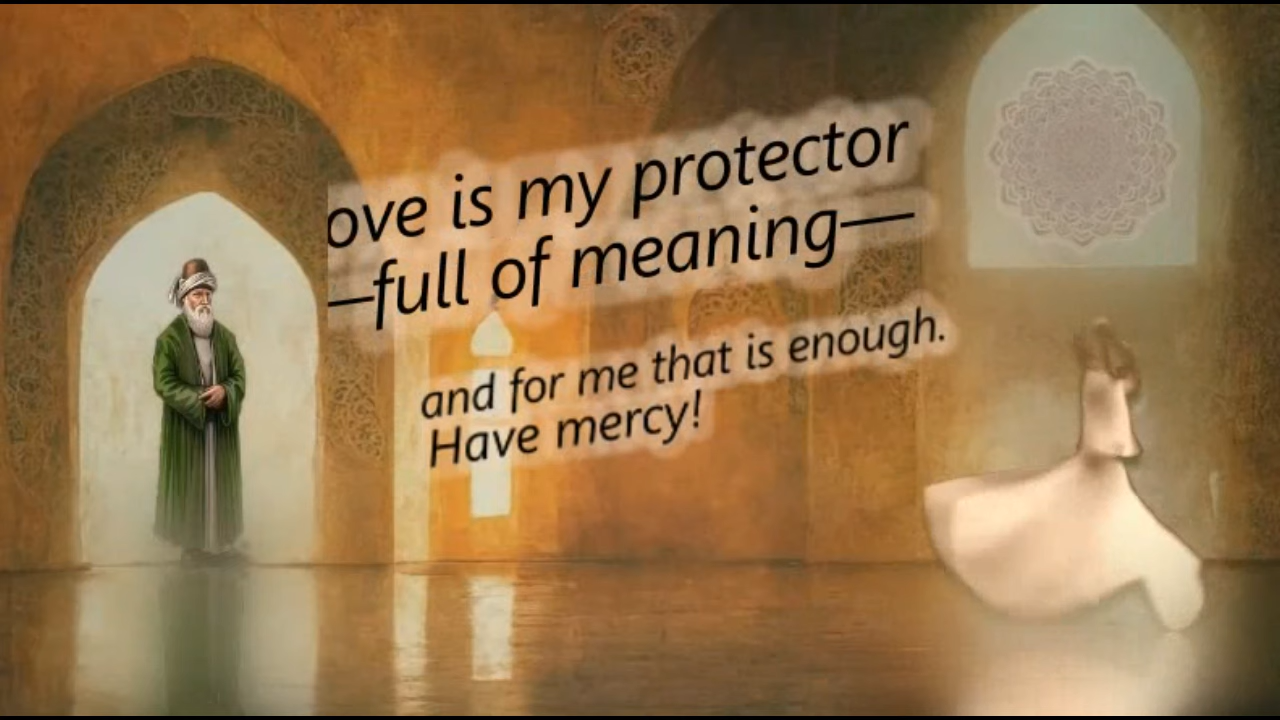 ove is my protector
—full of meaning—
and for me that is enough.
Have mercy!